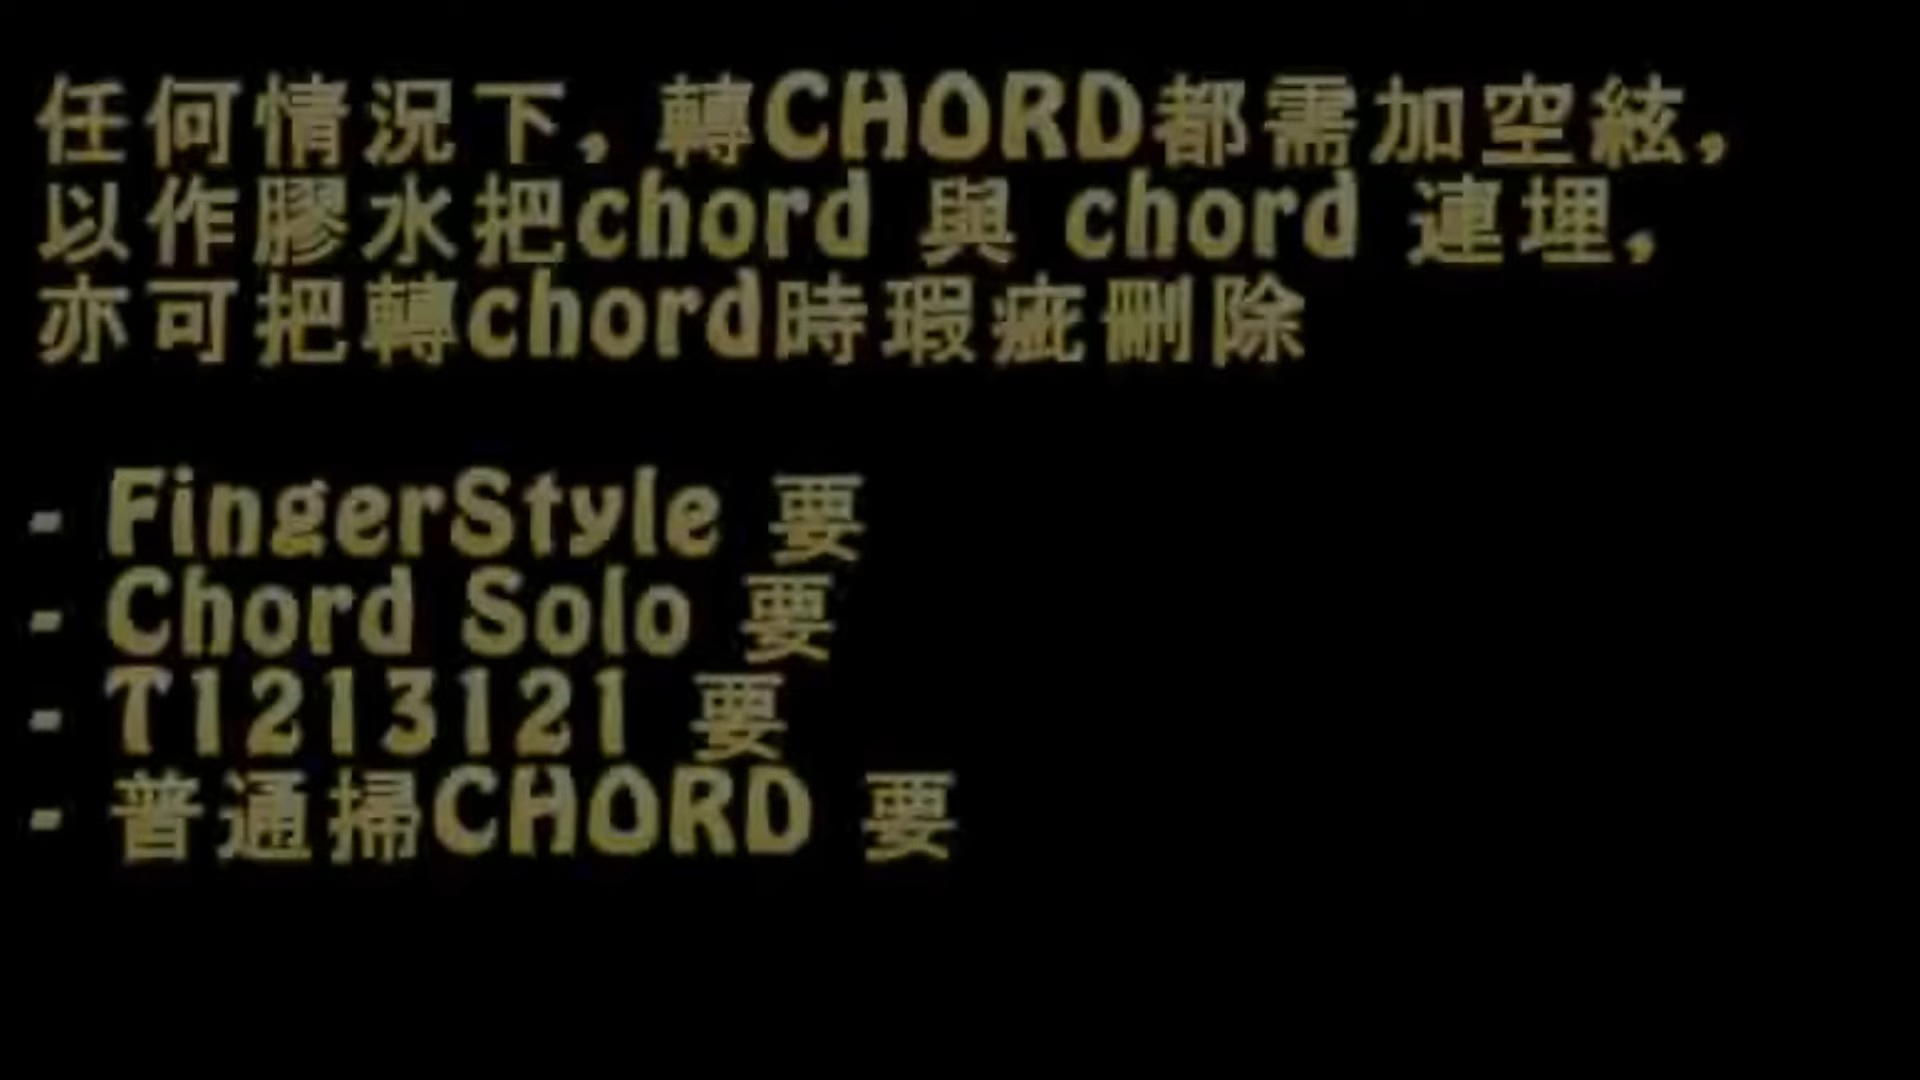 任何情況下，轉CHORD都需加空絃，
以作膠水把chord 與 chord 連埋，
亦可把轉chord時瑕疵刪除
- FingerStyle 要
- Chord Solo 要
- T1213121 要
- 普通掃CHORD 要